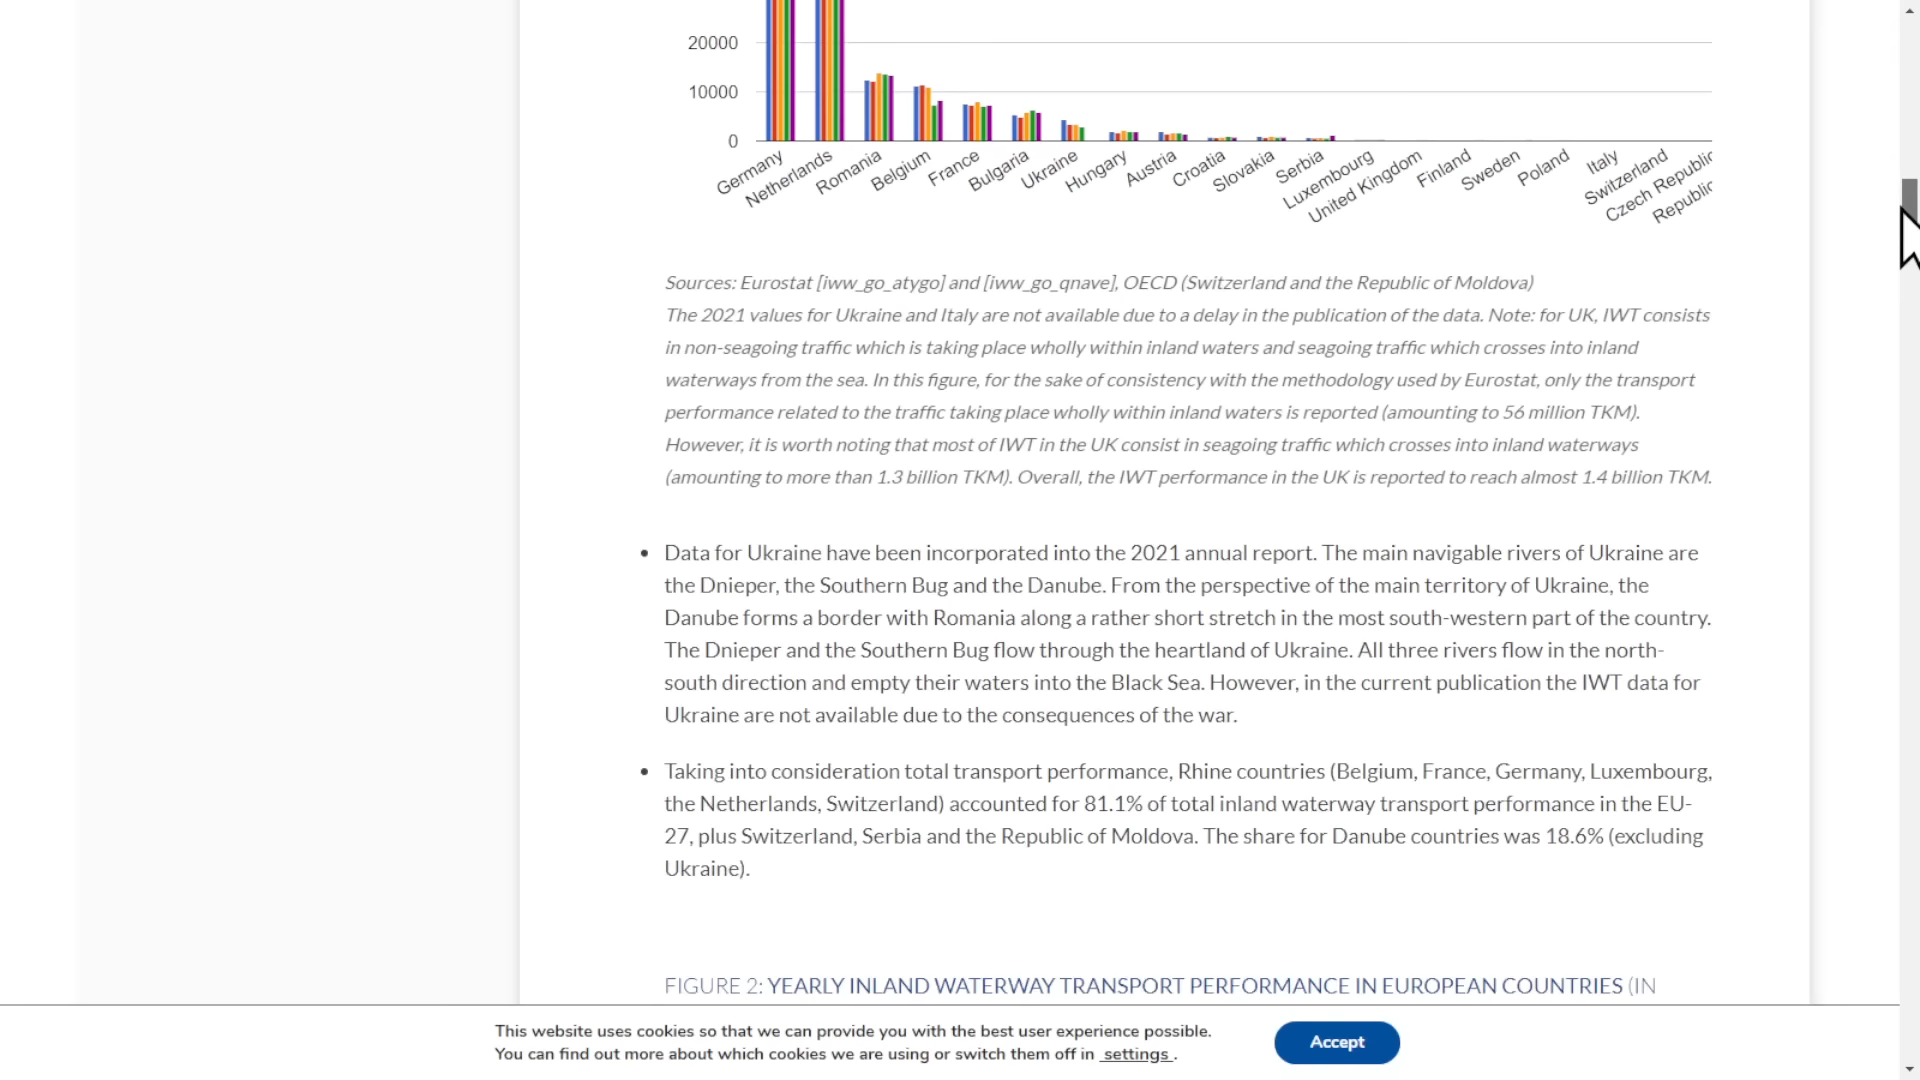 20000
10000
0
Germany
Netherlands
Romania
Belgium
France
Bulgaria
Ukraine
Hungary
Austria
Croatia
Slovakia
Serbia
Luxembourg
United Kingdom
Finland
Sweden
Poland
Italy
Switzerland
Czech Republic
Republic
Sources: Eurostat [iww_go_atygo] and [iww_go_qnave], OECD (Switzerland and the Republic of Moldova)
The 2021 values for Ukraine and Italy are not available due to a delay in the publication of the data. Note: for UK, IWT consists
in non-seagoing traffic which is taking place wholly within inland waters and seagoing traffic which crosses into inland
waterways from the sea. In this figure, for the sake of consistency with the methodology used by Eurostat, only the transport
performance related to the traffic taking place wholly within inland waters is reported (amounting to 56 million TKM).
However, it is worth noting that most of IWT in the UK consist in seagoing traffic which crosses into inland waterways
(amounting to more than 1.3 billion TKM). Overall, the IWT performance in the UK is reported to reach almost 1.4 billion TKM.
• Data for Ukraine have been incorporated into the 2021 annual report. The main navigable rivers of Ukraine are
the Dnieper, the Southern Bug and the Danube. From the perspective of the main territory of Ukraine, the
Danube forms a border with Romania along a rather short stretch in the most south-western part of the country.
The Dnieper and the Southern Bug flow through the heartland of Ukraine. All three rivers flow in the north-
south direction and empty their waters into the Black Sea. However, in the current publication the IWT data for
Ukraine are not available due to the consequences of the war.
• Taking into consideration total transport performance, Rhine countries (Belgium, France, Germany, Luxembourg,
the Netherlands, Switzerland) accounted for 81.1% of total inland waterway transport performance in the EU-
27, plus Switzerland, Serbia and the Republic of Moldova. The share for Danube countries was 18.6% (excluding
Ukraine).
FIGURE 2: YEARLY INLAND WATERWAY TRANSPORT PERFORMANCE IN EUROPEAN COUNTRIES (IN
This website uses cookies so that we can provide you with the best user experience possible.
You can find out more about which cookies we are using or switch them off in settings .
Accept